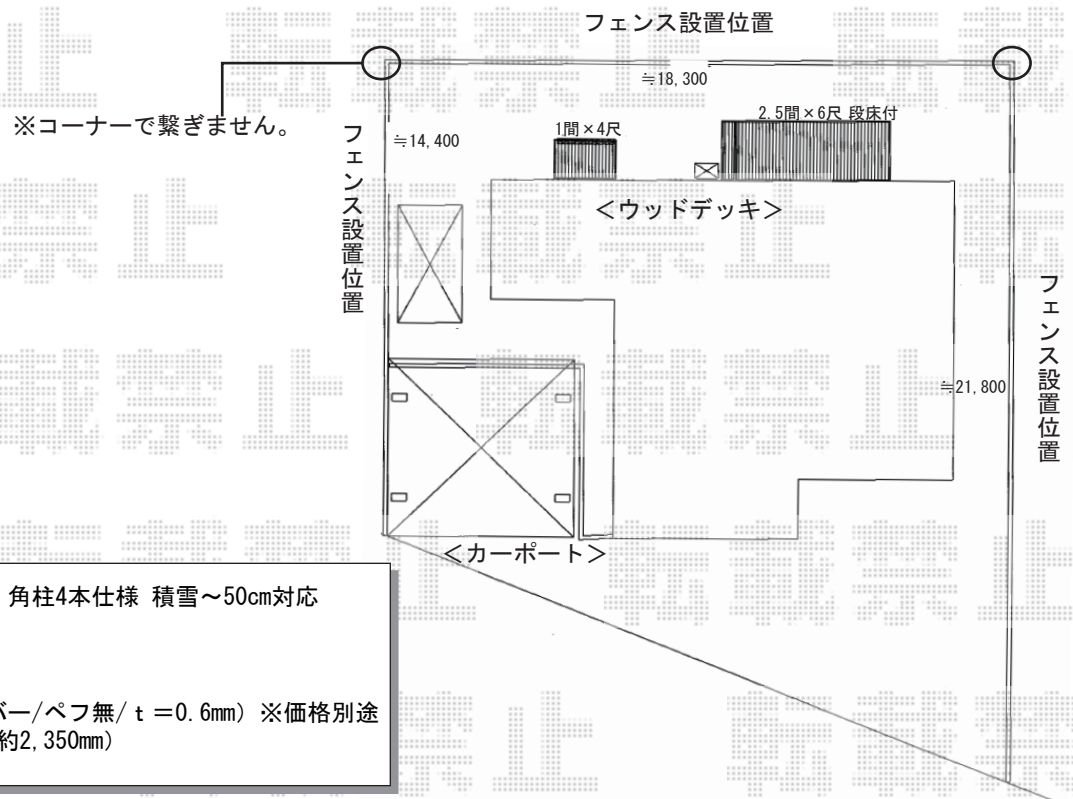 フェンス設置位置
≒18,300
※コーナーで繋ぎません。
フェンス設置位置
≒14,400
1間×4尺
2.5間×6尺 段床付
＜ウッドデッキ＞
フェンス設置位置
≒21,800
＜カーポート＞
角柱4本仕様 積雪～50cm対応
バー/ペフ無/ｔ＝0.6mm）※価格別途
約2,350mm）
転載禁止